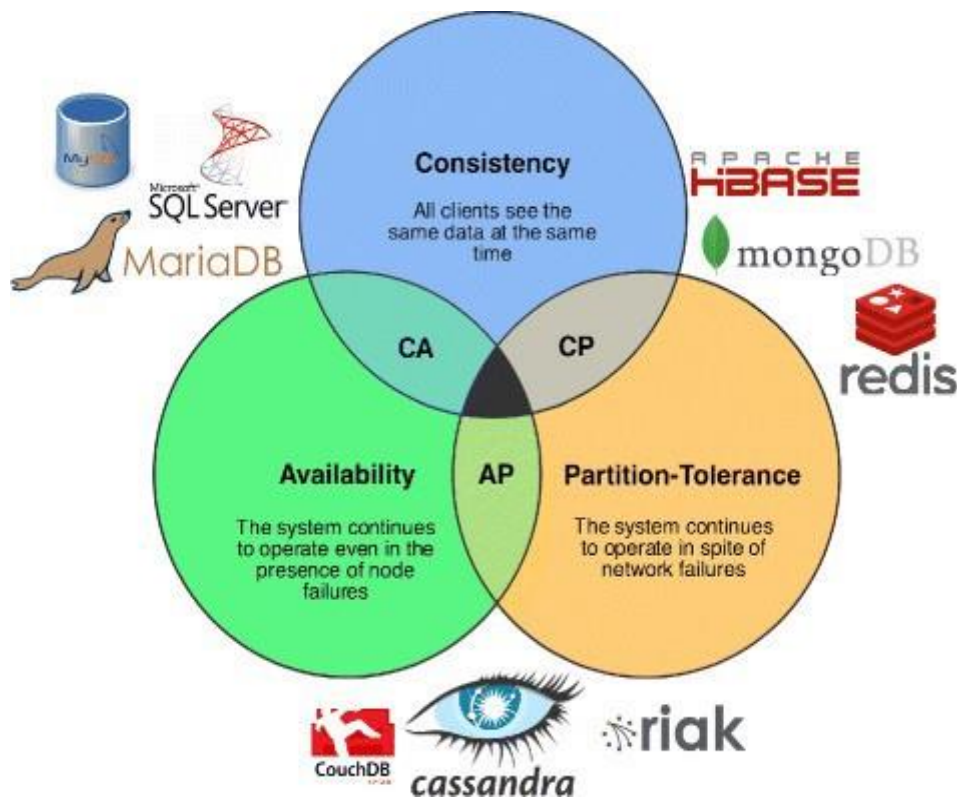 My
Microsoft®
SQL Server
MariaDB
Consistency
All clients see the
same data at the same
time
APACHE
HBASE
mongoDB
redis
CA
CP
AP
Availability
The system continues
to operate even in the
presence of node
failures
Partition-Tolerance
The system continues
to operate in spite of
network failures
CouchDB
cassandra
riak